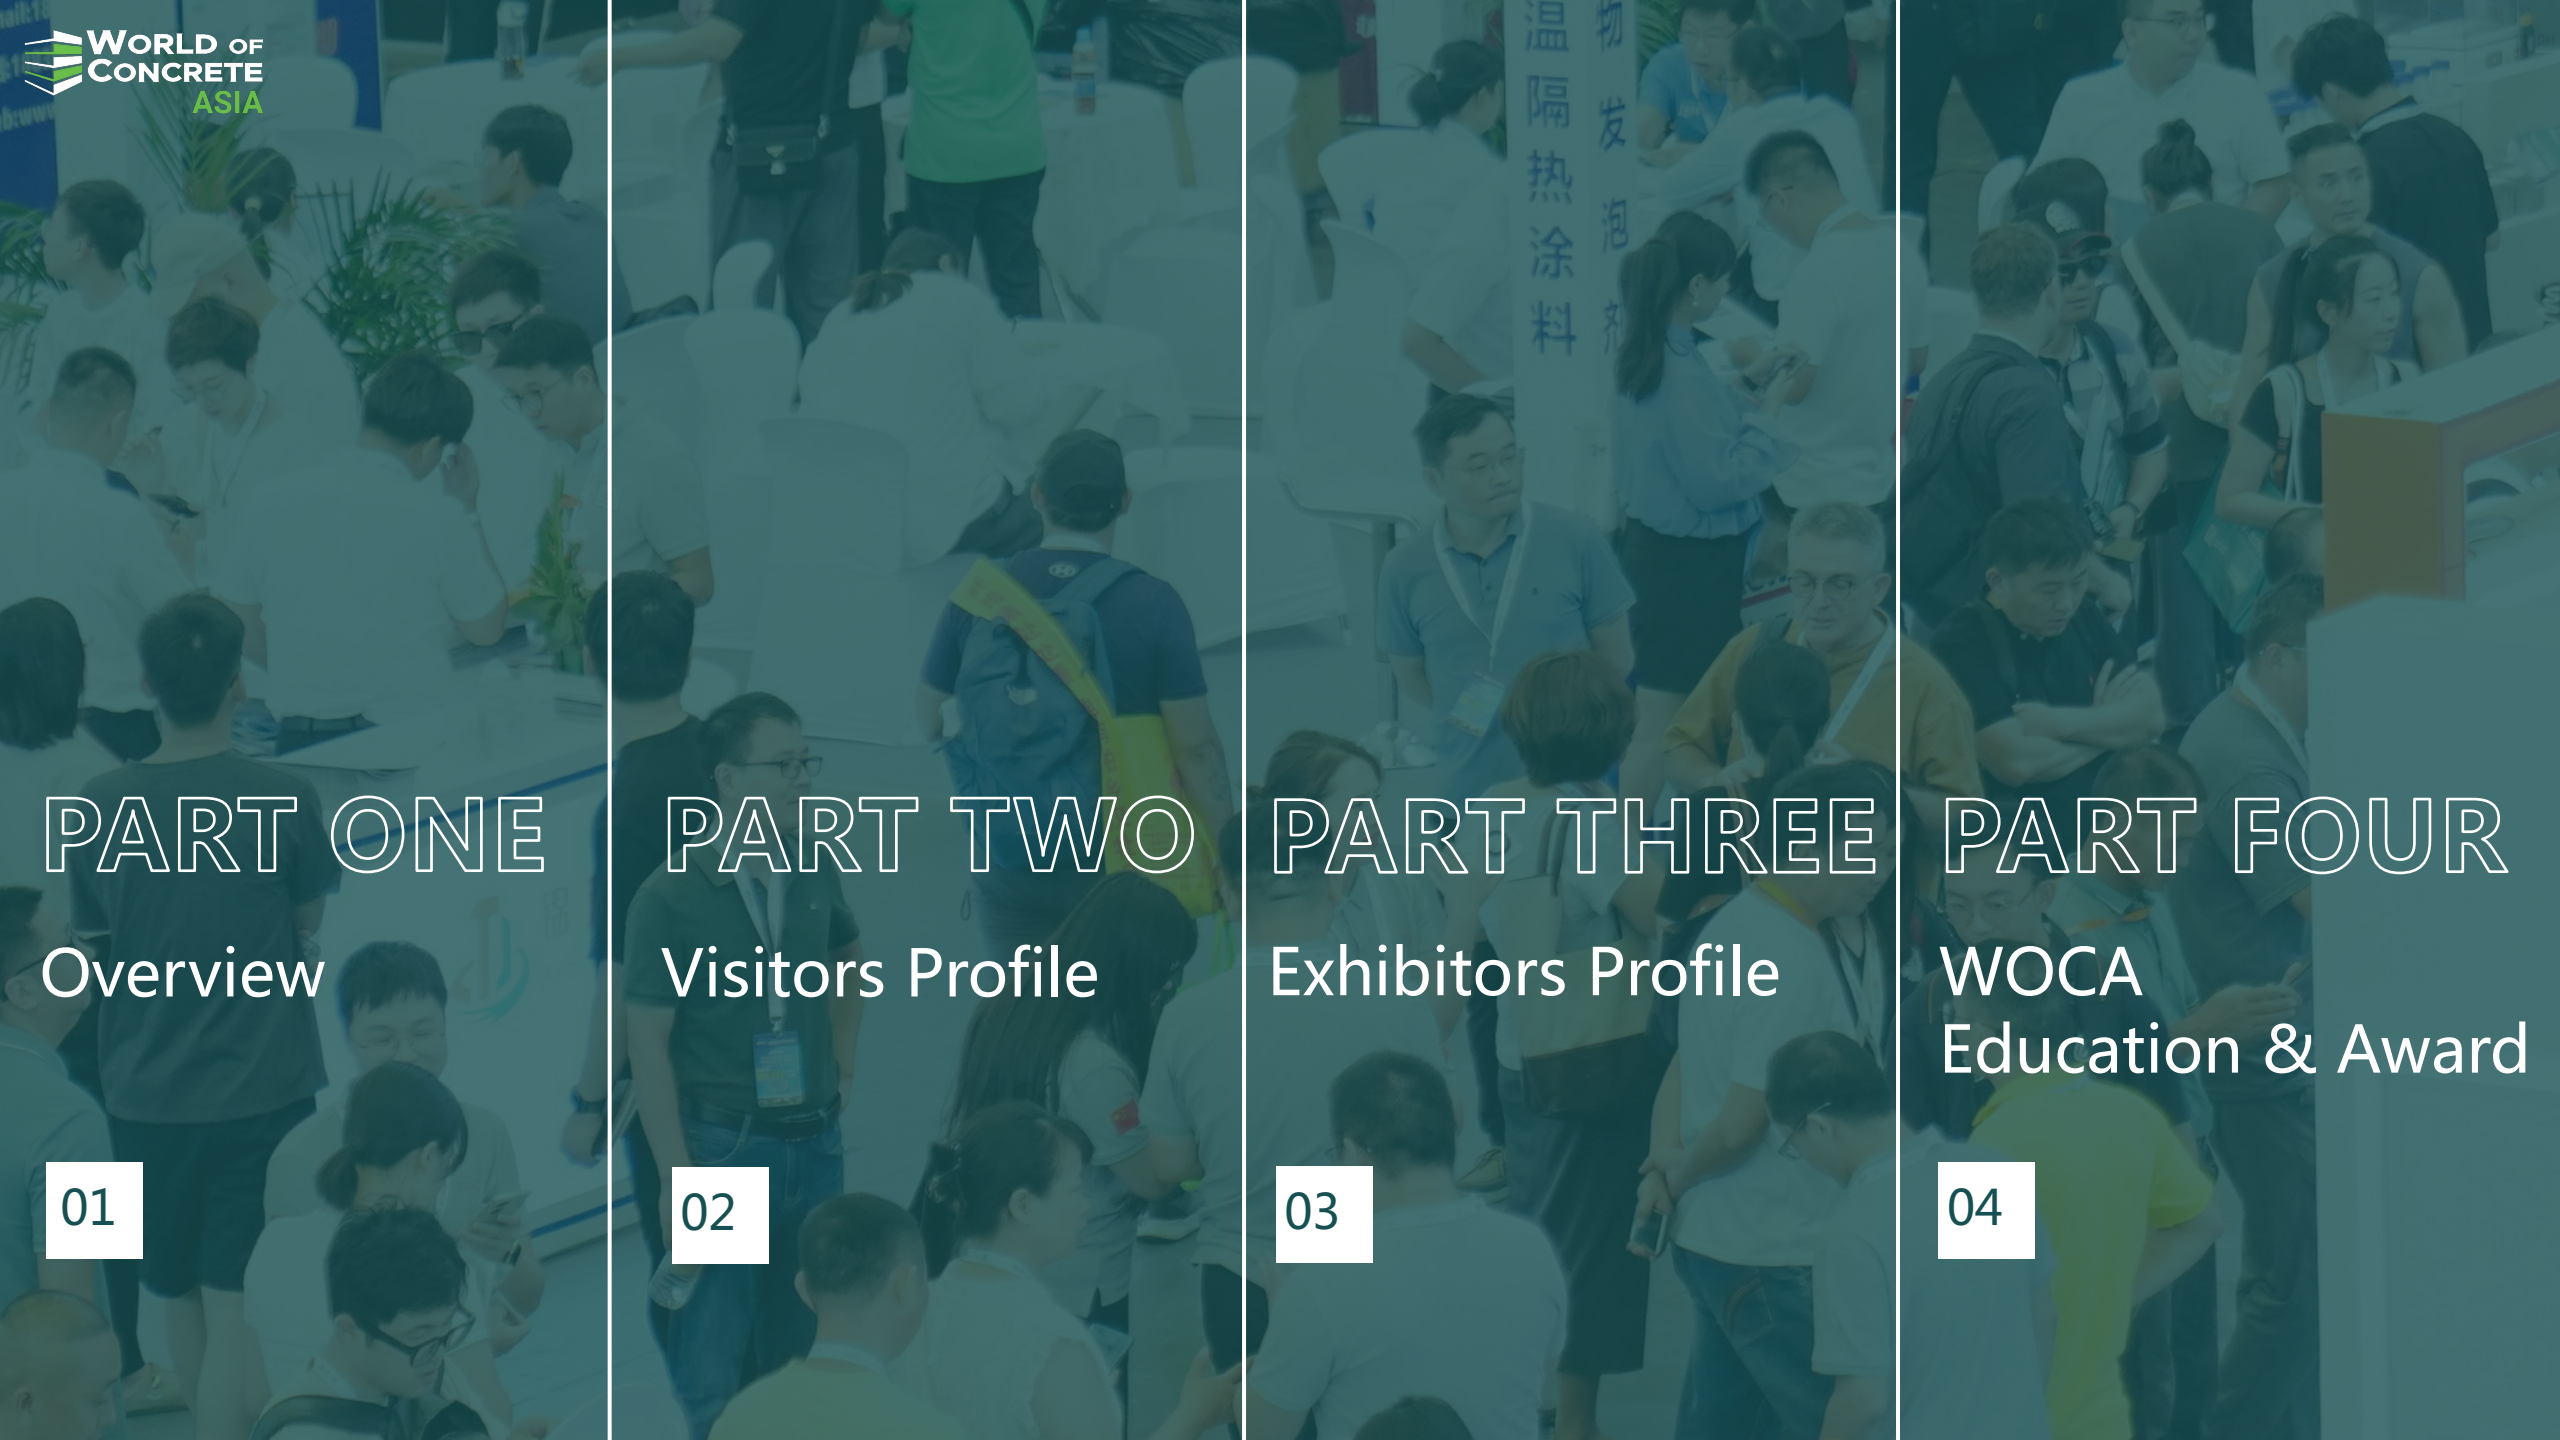 WORLD OF
CONCRETE
ASIA
温隔热涂料
物发泡剂
PART ONE
Overview
01
PART TWO
Visitors Profile
02
PART THREE
Exhibitors Profile
03
PART FOUR
WOCA
Education & Award
04